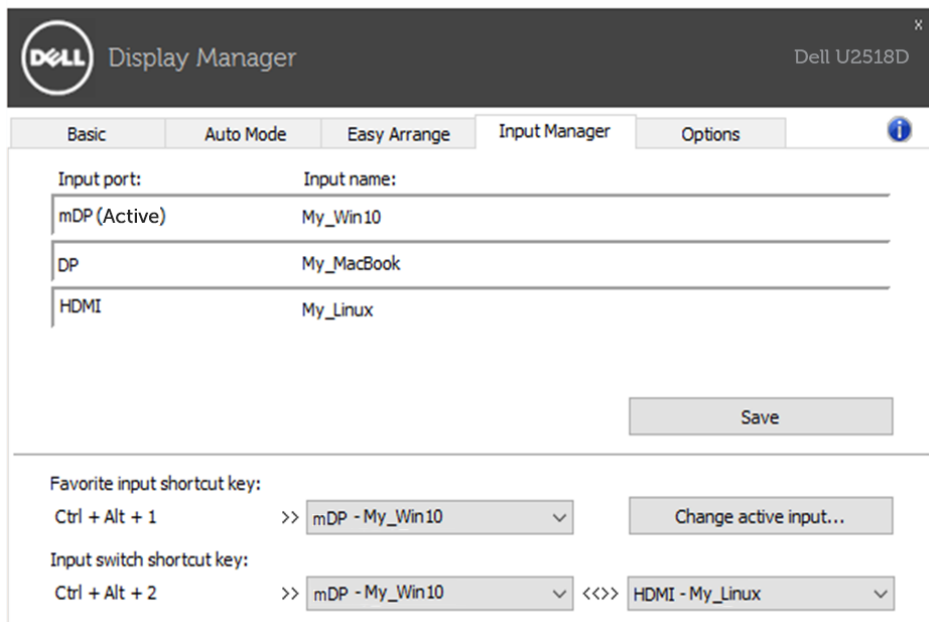 x
DELL Display Manager Dell U2518D
Basic Auto Mode Easy Arrange Input Manager Options i
Input port: Input name:
mDP (Active) My_Win10
DP My_MacBook
HDMI My_Linux
Save
Favorite input shortcut key:
Ctrl + Alt + 1 >> mDP - My_Win10 Change active input...
Input switch shortcut key:
Ctrl + Alt + 2 >> mDP - My_Win10 <<>> HDMI - My_Linux